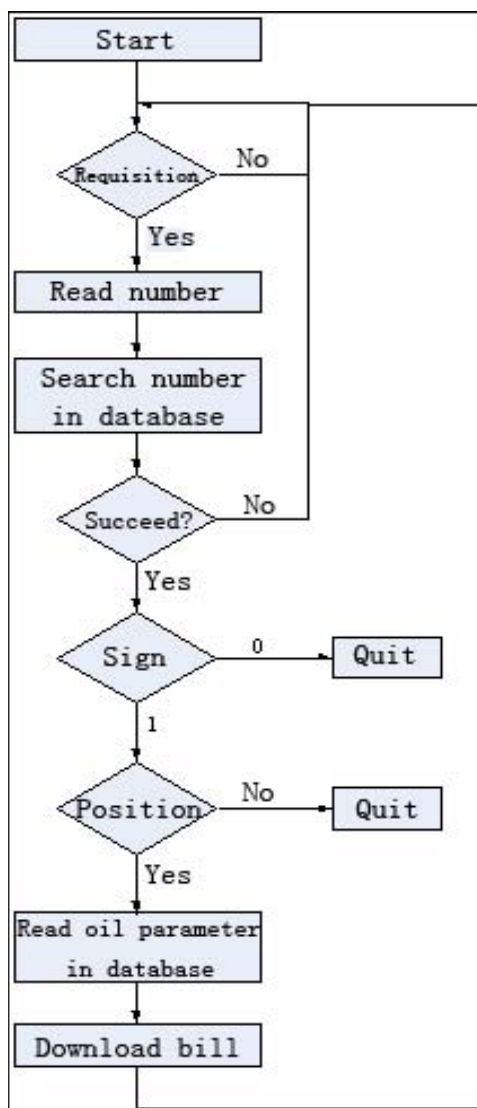 Start
Requisition
No
Yes
Read number
Search number
in database
Succeed?
No
Yes
Sign
0
Quit
1
Position
No
Quit
Yes
Read oil parameter
in database
Download bill